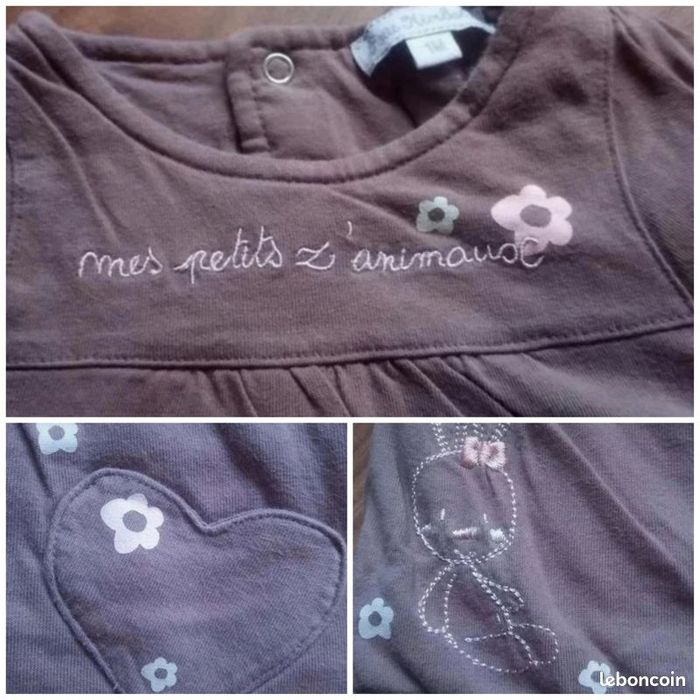 1M
mes petits z'animaux
leboncoin